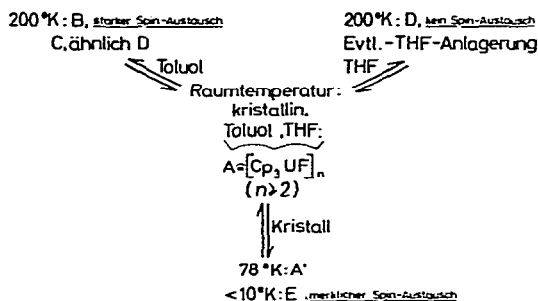 200°K: B, starker Spin-Austausch
C, ähnlich D
Toluol
200°K: D, kein Spin-Austausch
Evtl.-THF-Anlagerung
THF
Raumtemperatur:
kristallin.
Toluol ,THF:
A=[Cp₃UF]ₙ
(n≥2)
Kristall
78°K: A'
<10°K: E ,merklicher Spin-Austausch